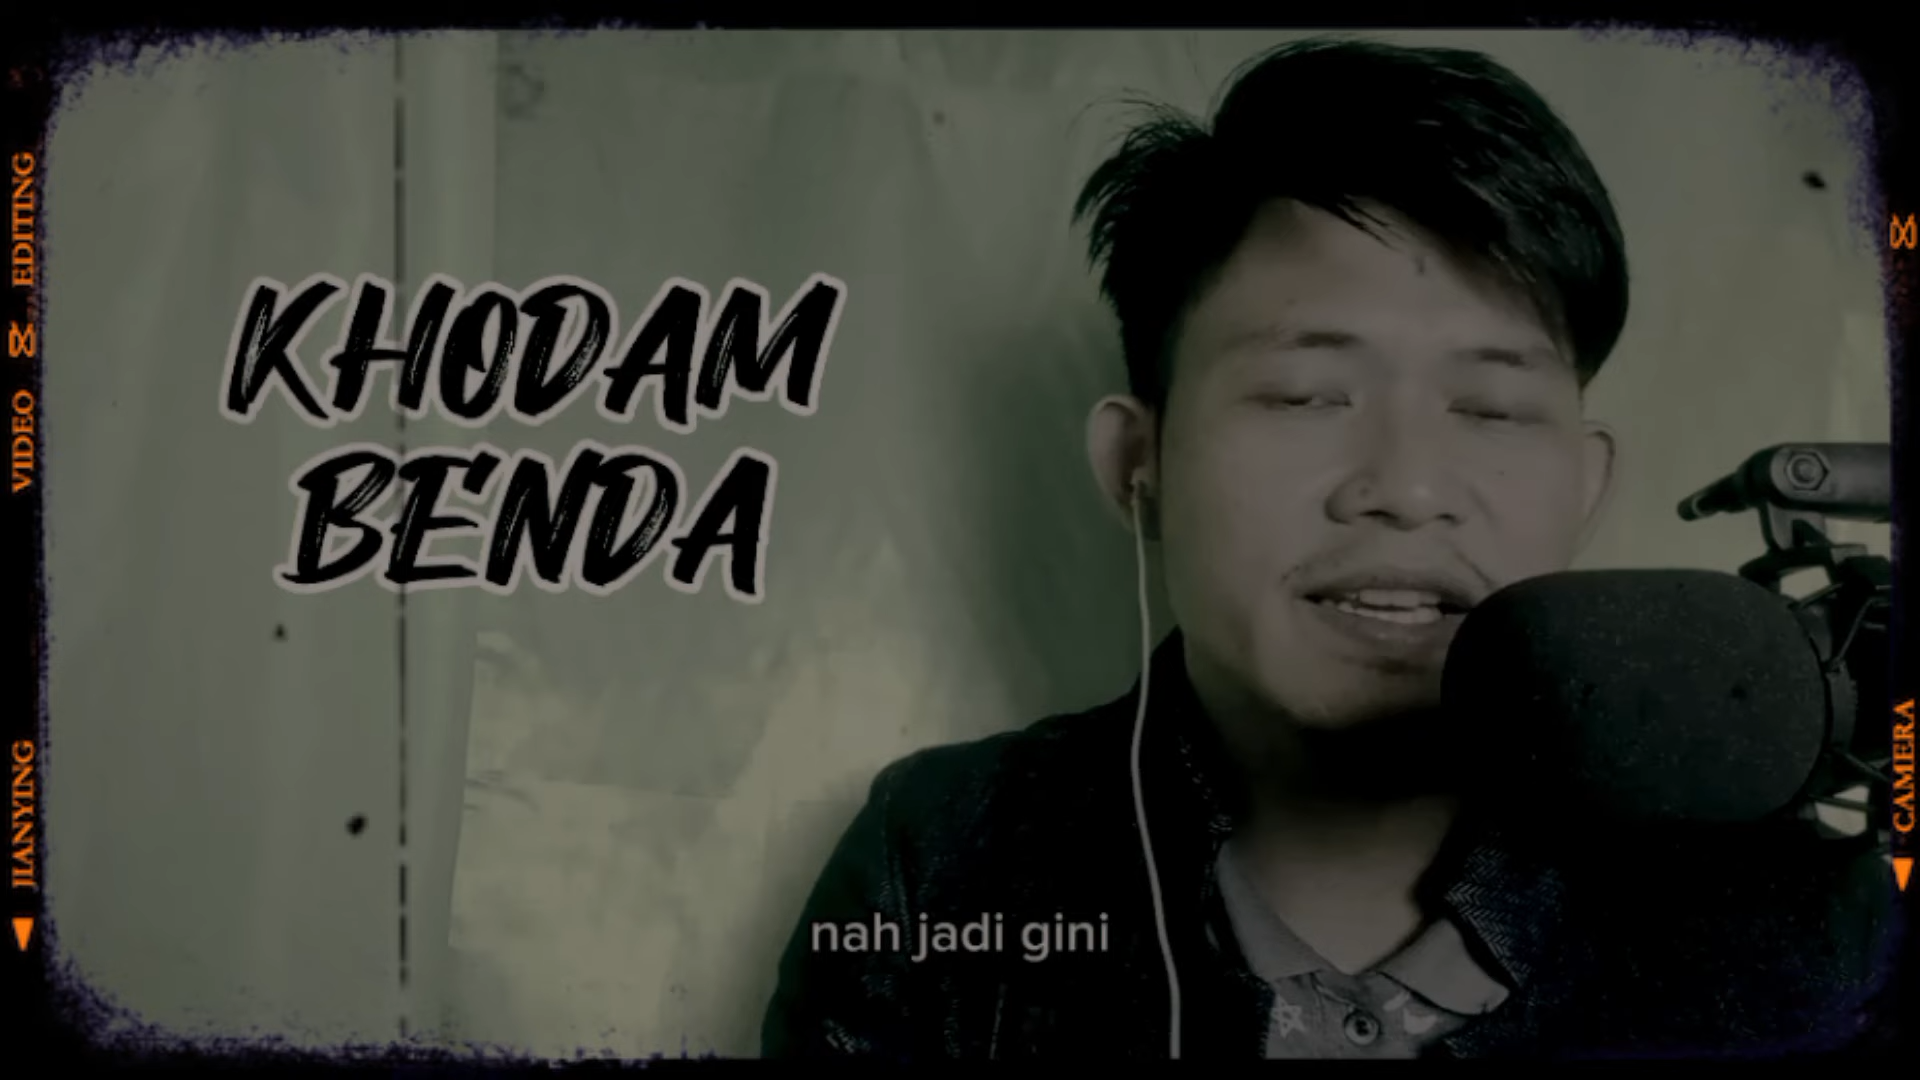 KHODAM
BENDA
nah jadi gini
VIDEO EDITING
JIANYING
CAMERA